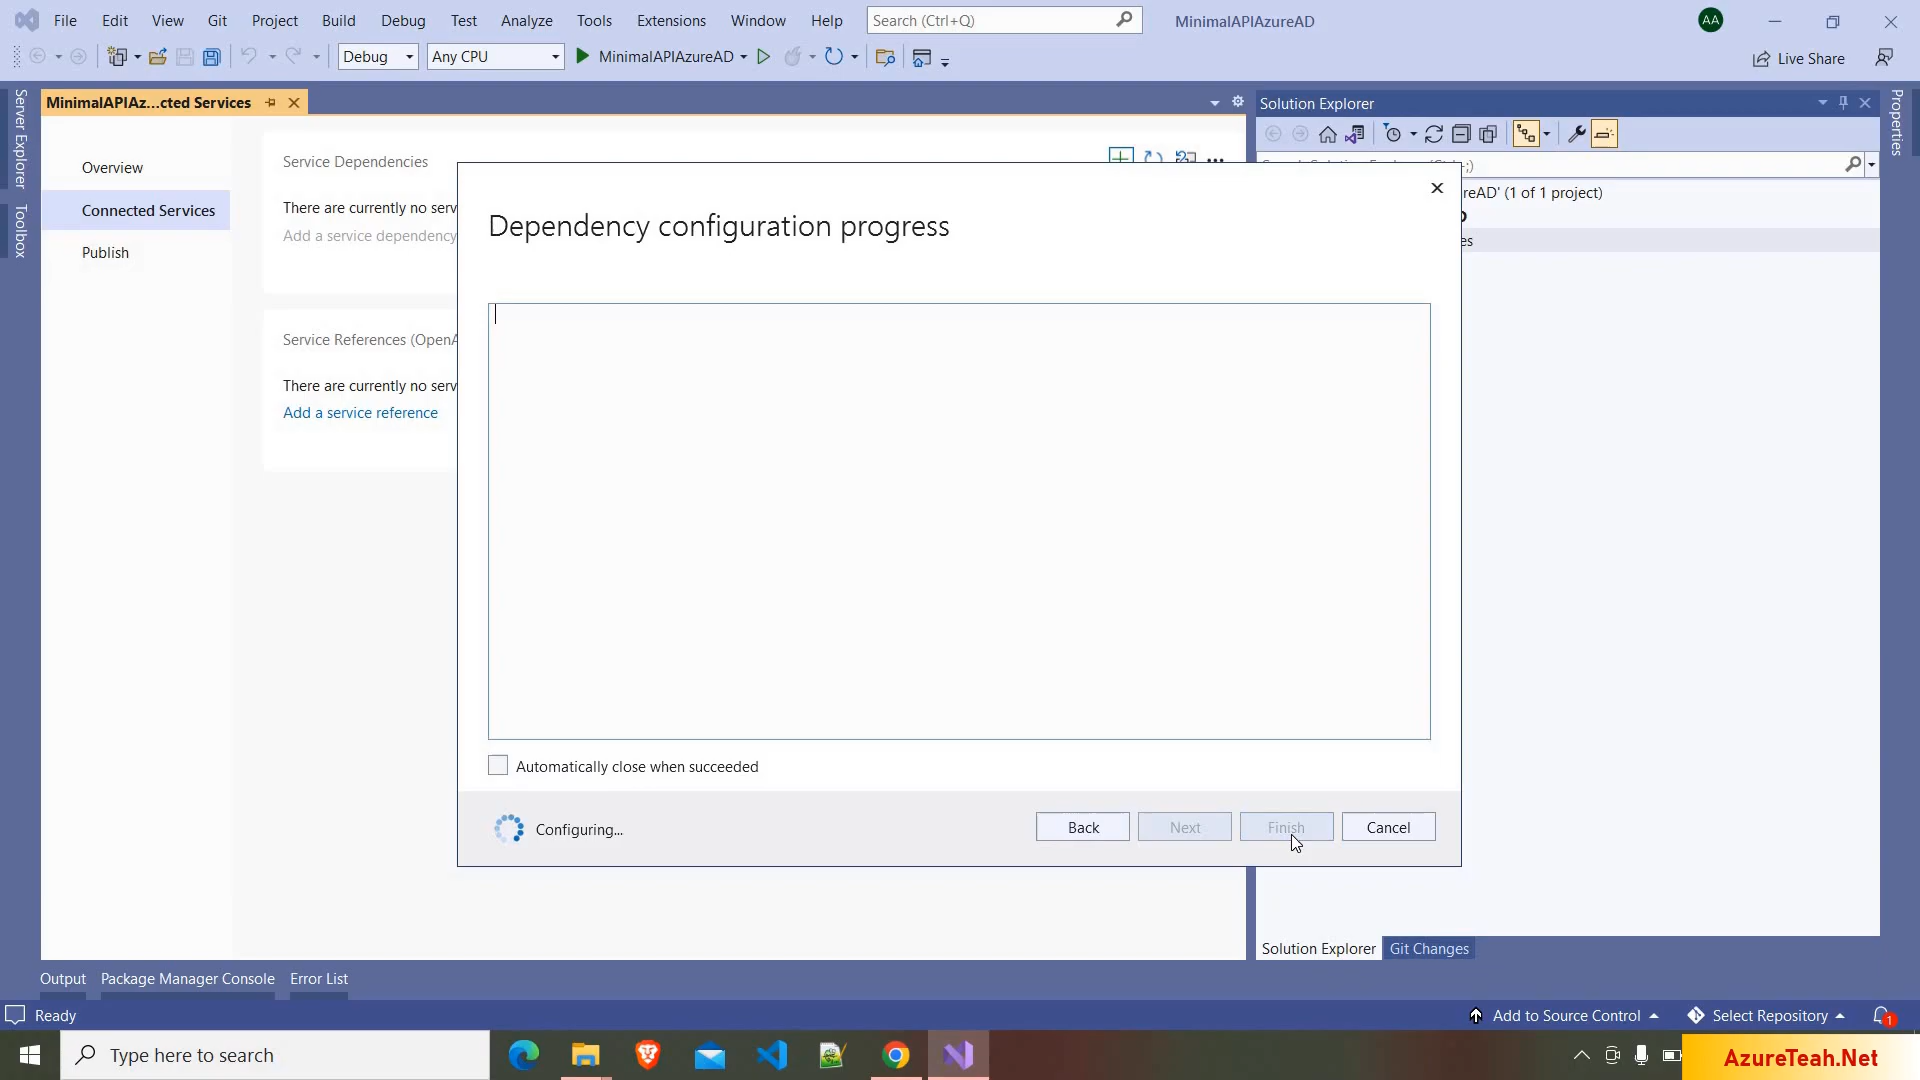 File Edit View Git Project Build Debug Test Analyze Tools Extensions Window Help Search (Ctrl+Q) MinimalAPIAzureAD AA
Debug Any CPU MinimalAPIAzureAD Live Share
Server Explorer
Toolbox
MinimalAPIAz...cted Services
Solution Explorer
Properties
Overview
Connected Services
Publish
Service Dependencies
There are currently no serv
Add a service dependency
Service References (OpenA
There are currently no serv
Add a service reference
;)
reAD' (1 of 1 project)
es
Dependency configuration progress
Automatically close when succeeded
Configuring...
Back Next Finish Cancel
Solution Explorer Git Changes
Output Package Manager Console Error List
Ready
Add to Source Control Select Repository 1
Type here to search
AzureTeah.Net